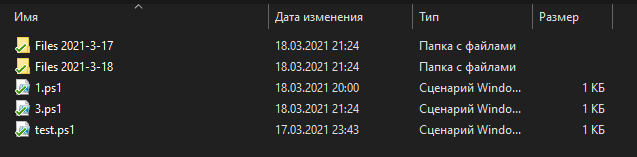 Имя Дата изменения Тип Размер
Files 2021-3-17 18.03.2021 21:24 Папка с файлами
Files 2021-3-18 18.03.2021 21:24 Папка с файлами
1.ps1 18.03.2021 20:00 Сценарий Windo... 1 КБ
3.ps1 18.03.2021 21:24 Сценарий Windo... 1 КБ
test.ps1 17.03.2021 23:43 Сценарий Windo... 1 КБ